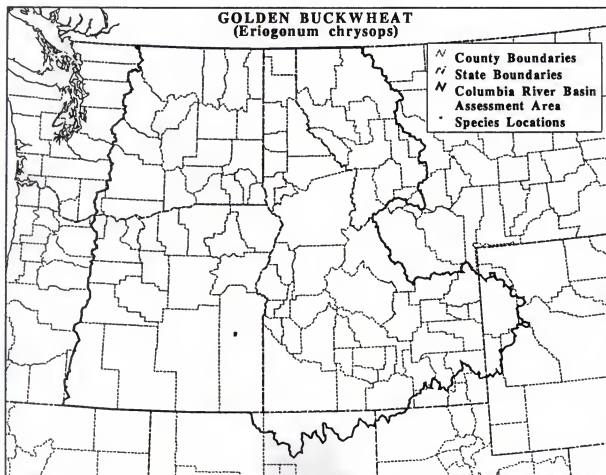 GOLDEN BUCKWHEAT
(Eriogonum chrysops)
County Boundaries
State Boundaries
Columbia River Basin
Assessment Area
Species Locations